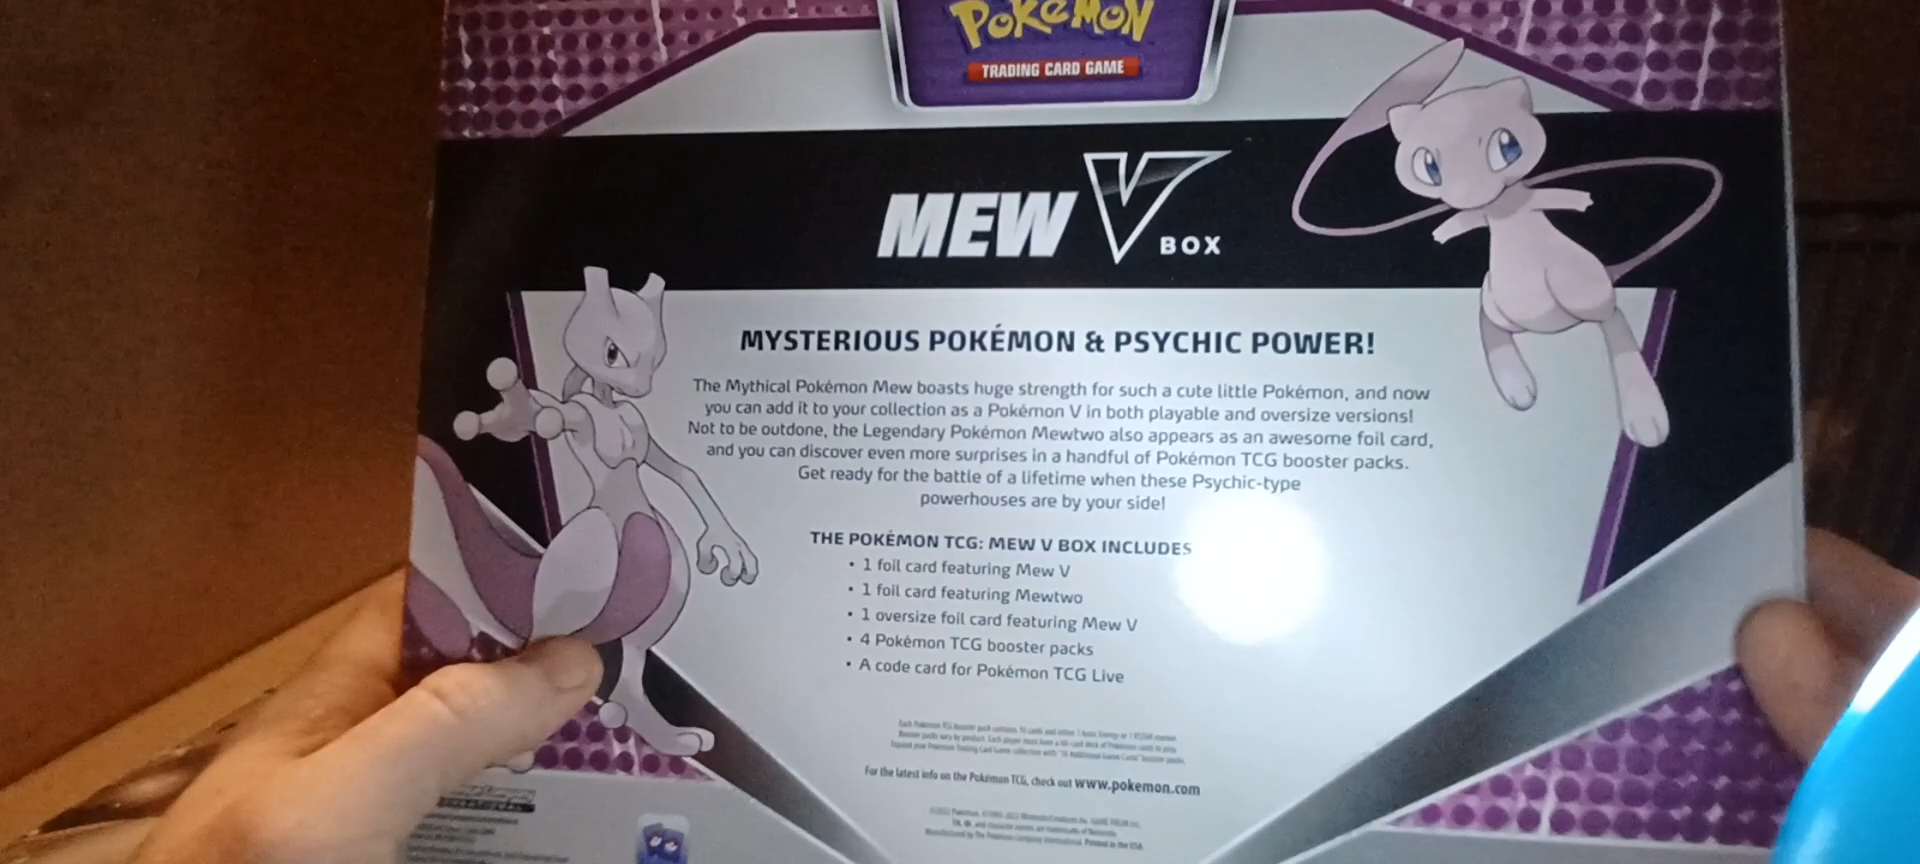 POKéMON
TRADING CARD GAME
MEW V BOX
MYSTERIOUS POKÉMON & PSYCHIC POWER!
The Mythical Pokémon Mew boasts huge strength for such a cute little Pokémon, and now
you can add it to your collection as a Pokémon V in both playable and oversize versions!
Not to be outdone, the Legendary Pokémon Mewtwo also appears as an awesome foil card,
and you can discover even more surprises in a handful of Pokémon TCG booster packs.
Get ready for the battle of a lifetime when these Psychic-type
powerhouses are by your side!
THE POKÉMON TCG: MEW V BOX INCLUDES
• 1 foil card featuring Mew V
• 1 foil card featuring Mewtwo
• 1 oversize foil card featuring Mew V
• 4 Pokémon TCG booster packs
• A code card for Pokémon TCG Live
For the latest info on the Pokémon TCG, check out www.pokemon.com